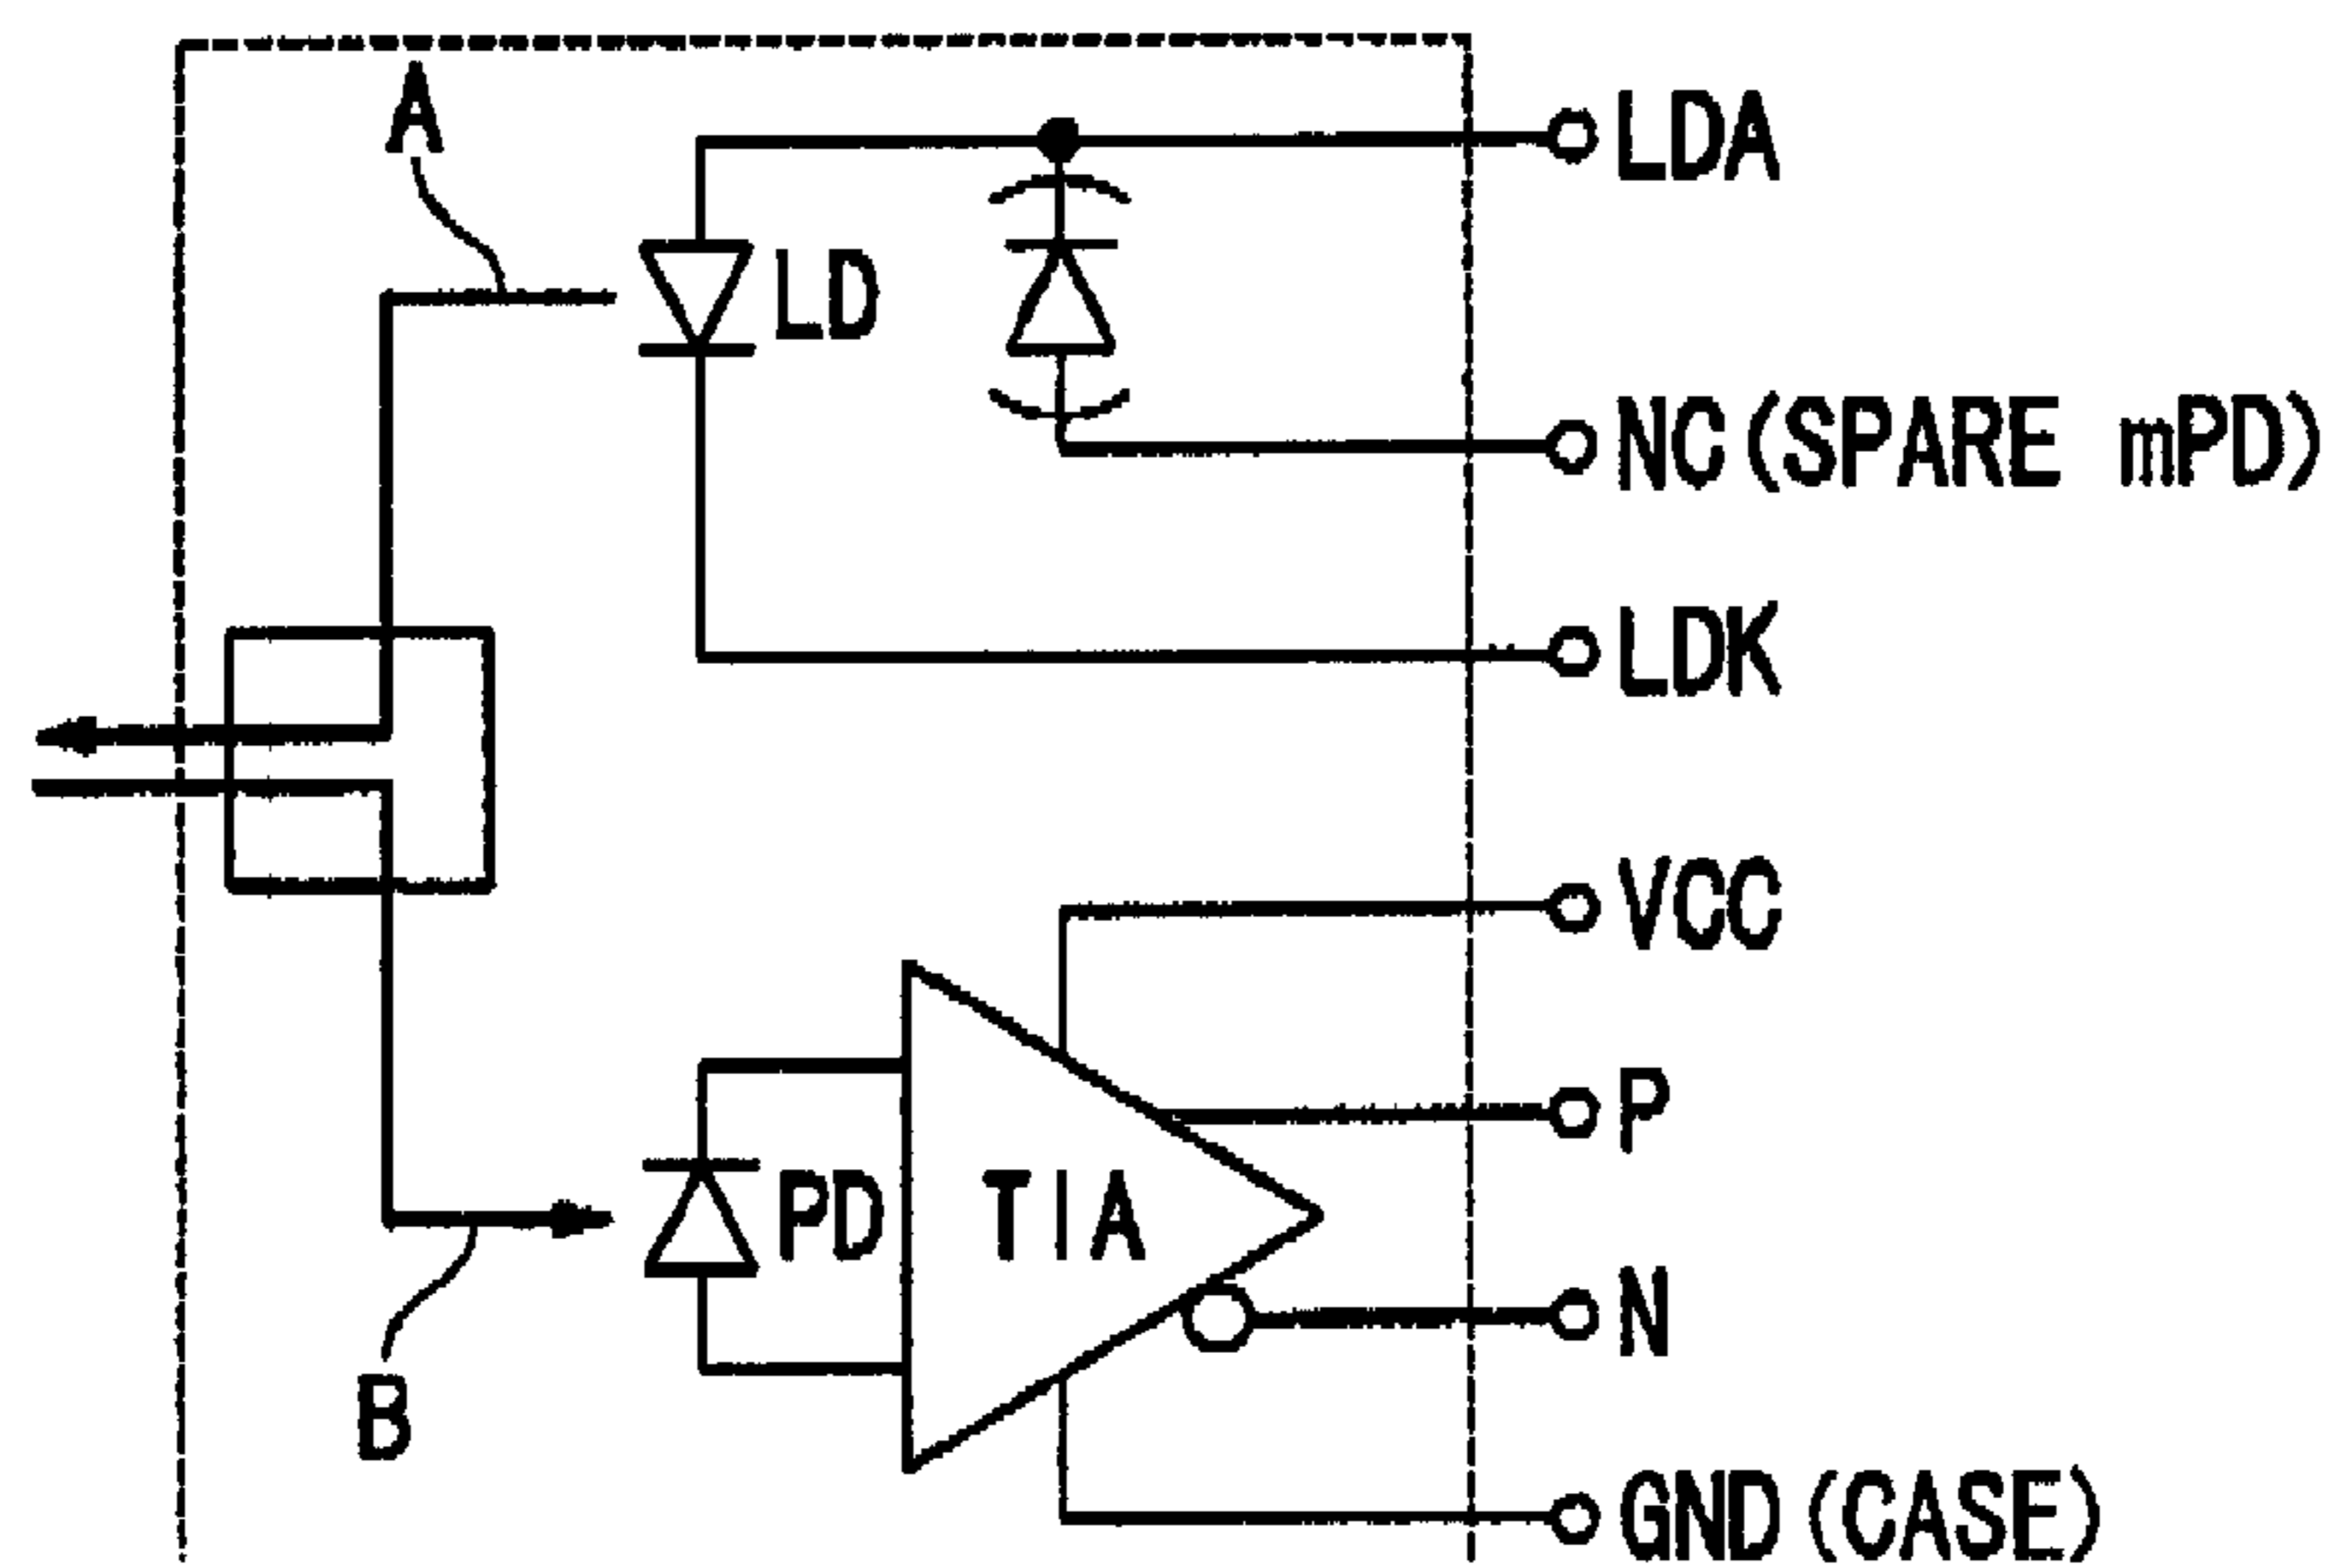 A
LDA
LD
NC(SPARE mPD)
LDK
VCC
P
PD
TIA
N
B
GND(CASE)